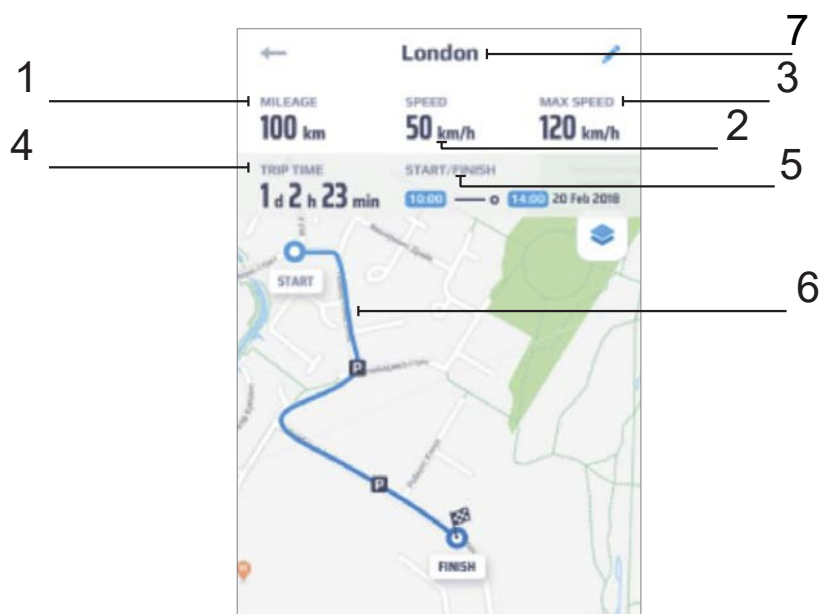 7
London
1
3
MILEAGE SPEED MAX SPEED
100 km 50 km/h 120 km/h
2
4
TRIP TIME START/FINISH
5
1 d 2 h 23 min 10:00 14:00 20 Feb 2018
START
6
P
P
FINISH